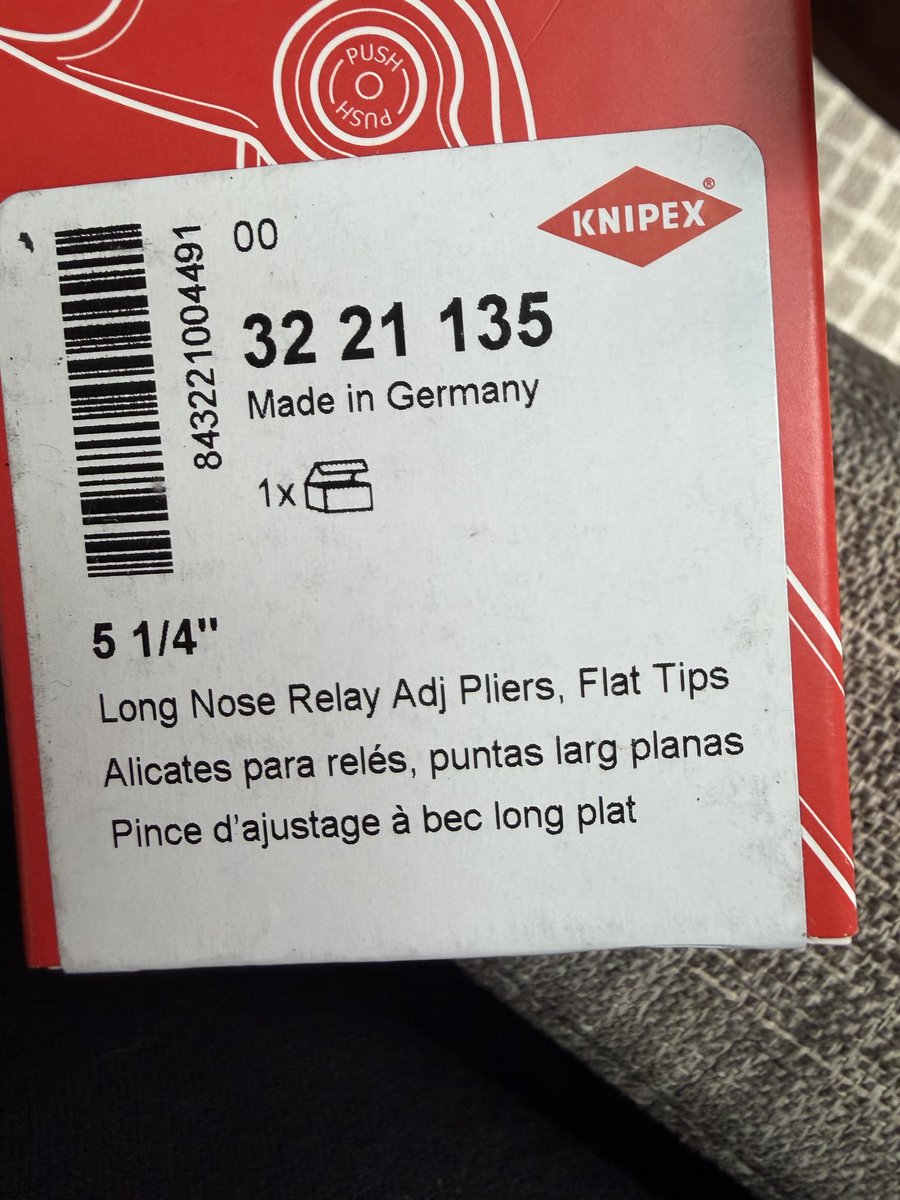 PUSH
PUSH
KNIPEX®
00
843221004491
32 21 135
Made in Germany
1x
5 1/4"
Long Nose Relay Adj Pliers, Flat Tips
Alicates para relés, puntas larg planas
Pince d’ajustage à bec long plat